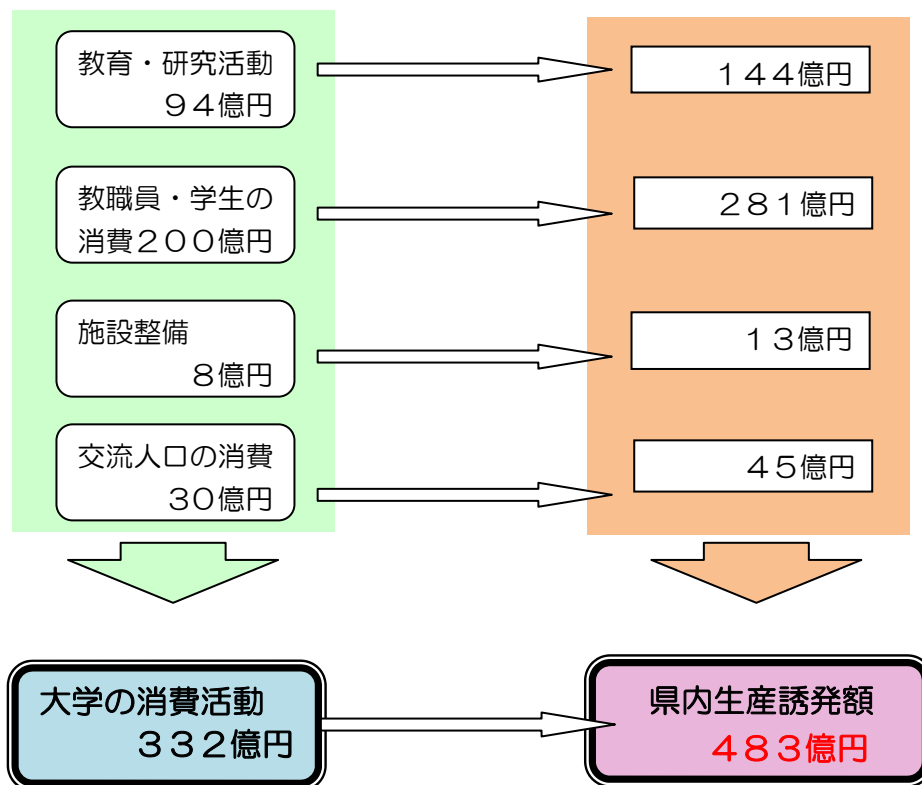 教育・研究活動
９４億円
１４４億円
教職員・学生の
消費２００億円
２８１億円
施設整備
８億円
１３億円
交流人口の消費
３０億円
４５億円
大学の消費活動
３３２億円
県内生産誘発額
４８３億円